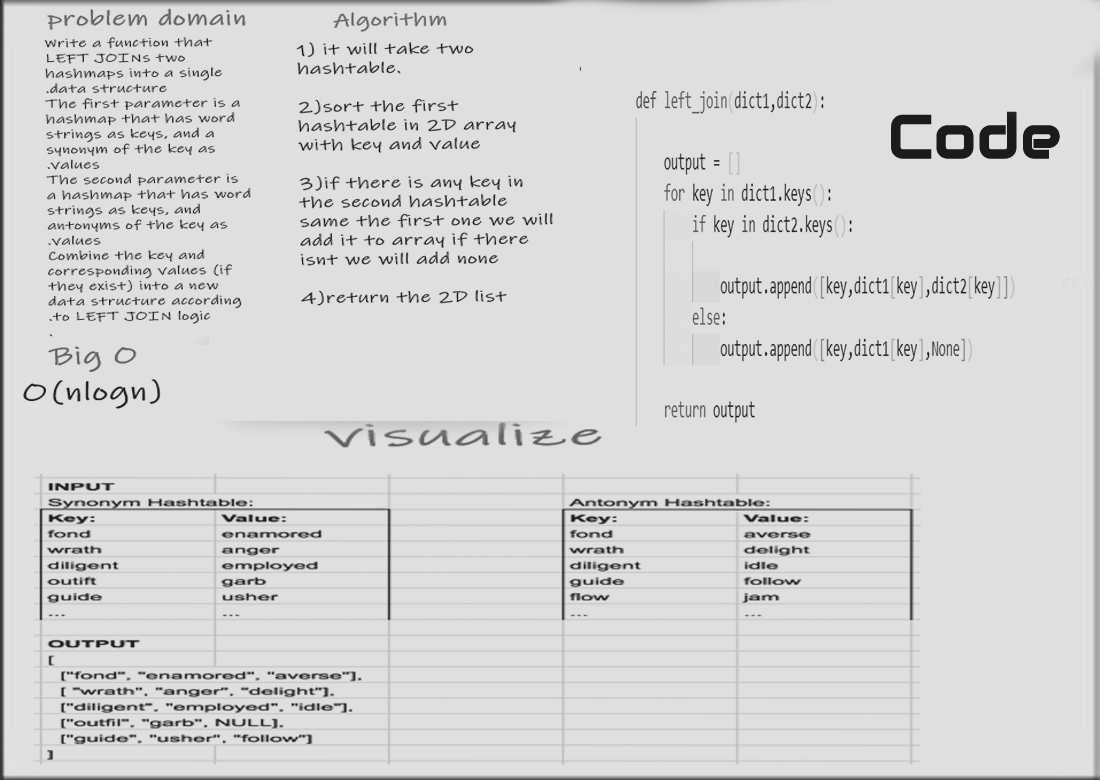 problem domain
Write a function that
LEFT JOINs two
hashmaps into a single
.data structure
The first parameter is a
hashmap that has word
strings as keys, and a
synonym of the key as
.values
The second parameter is
a hashmap that has word
strings as keys, and
antonyms of the key as
.values
Combine the key and
corresponding values (if
they exist) into a new
data structure according
.to LEFT JOIN logic
.
Big O
O(nlogn)
Algorithm
1) it will take two
hashtable.
2)sort the first
hashtable in 2D array
with key and value
3)if there is any key in
the second hashtable
same the first one we will
add it to array if there
isnt we will add none
4)return the 2D list
Code
def left_join(dict1,dict2):
output = []
for key in dict1.keys():
if key in dict2.keys():
output.append([key,dict1[key],dict2[key]])
else:
output.append([key,dict1[key],None])
return output
visualize
INPUT
Synonym Hashtable:
Key: Value:
fond enamored
wrath anger
diligent employed
outift garb
guide usher
... ...
Antonym Hashtable:
Key: Value:
fond averse
wrath delight
diligent idle
guide follow
flow jam
... ...
OUTPUT
[
["fond", "enamored", "averse"],
[ "wrath", "anger", "delight"],
["diligent", "employed", "idle"],
["outfil", "garb", NULL],
["guide", "usher", "follow"]
]